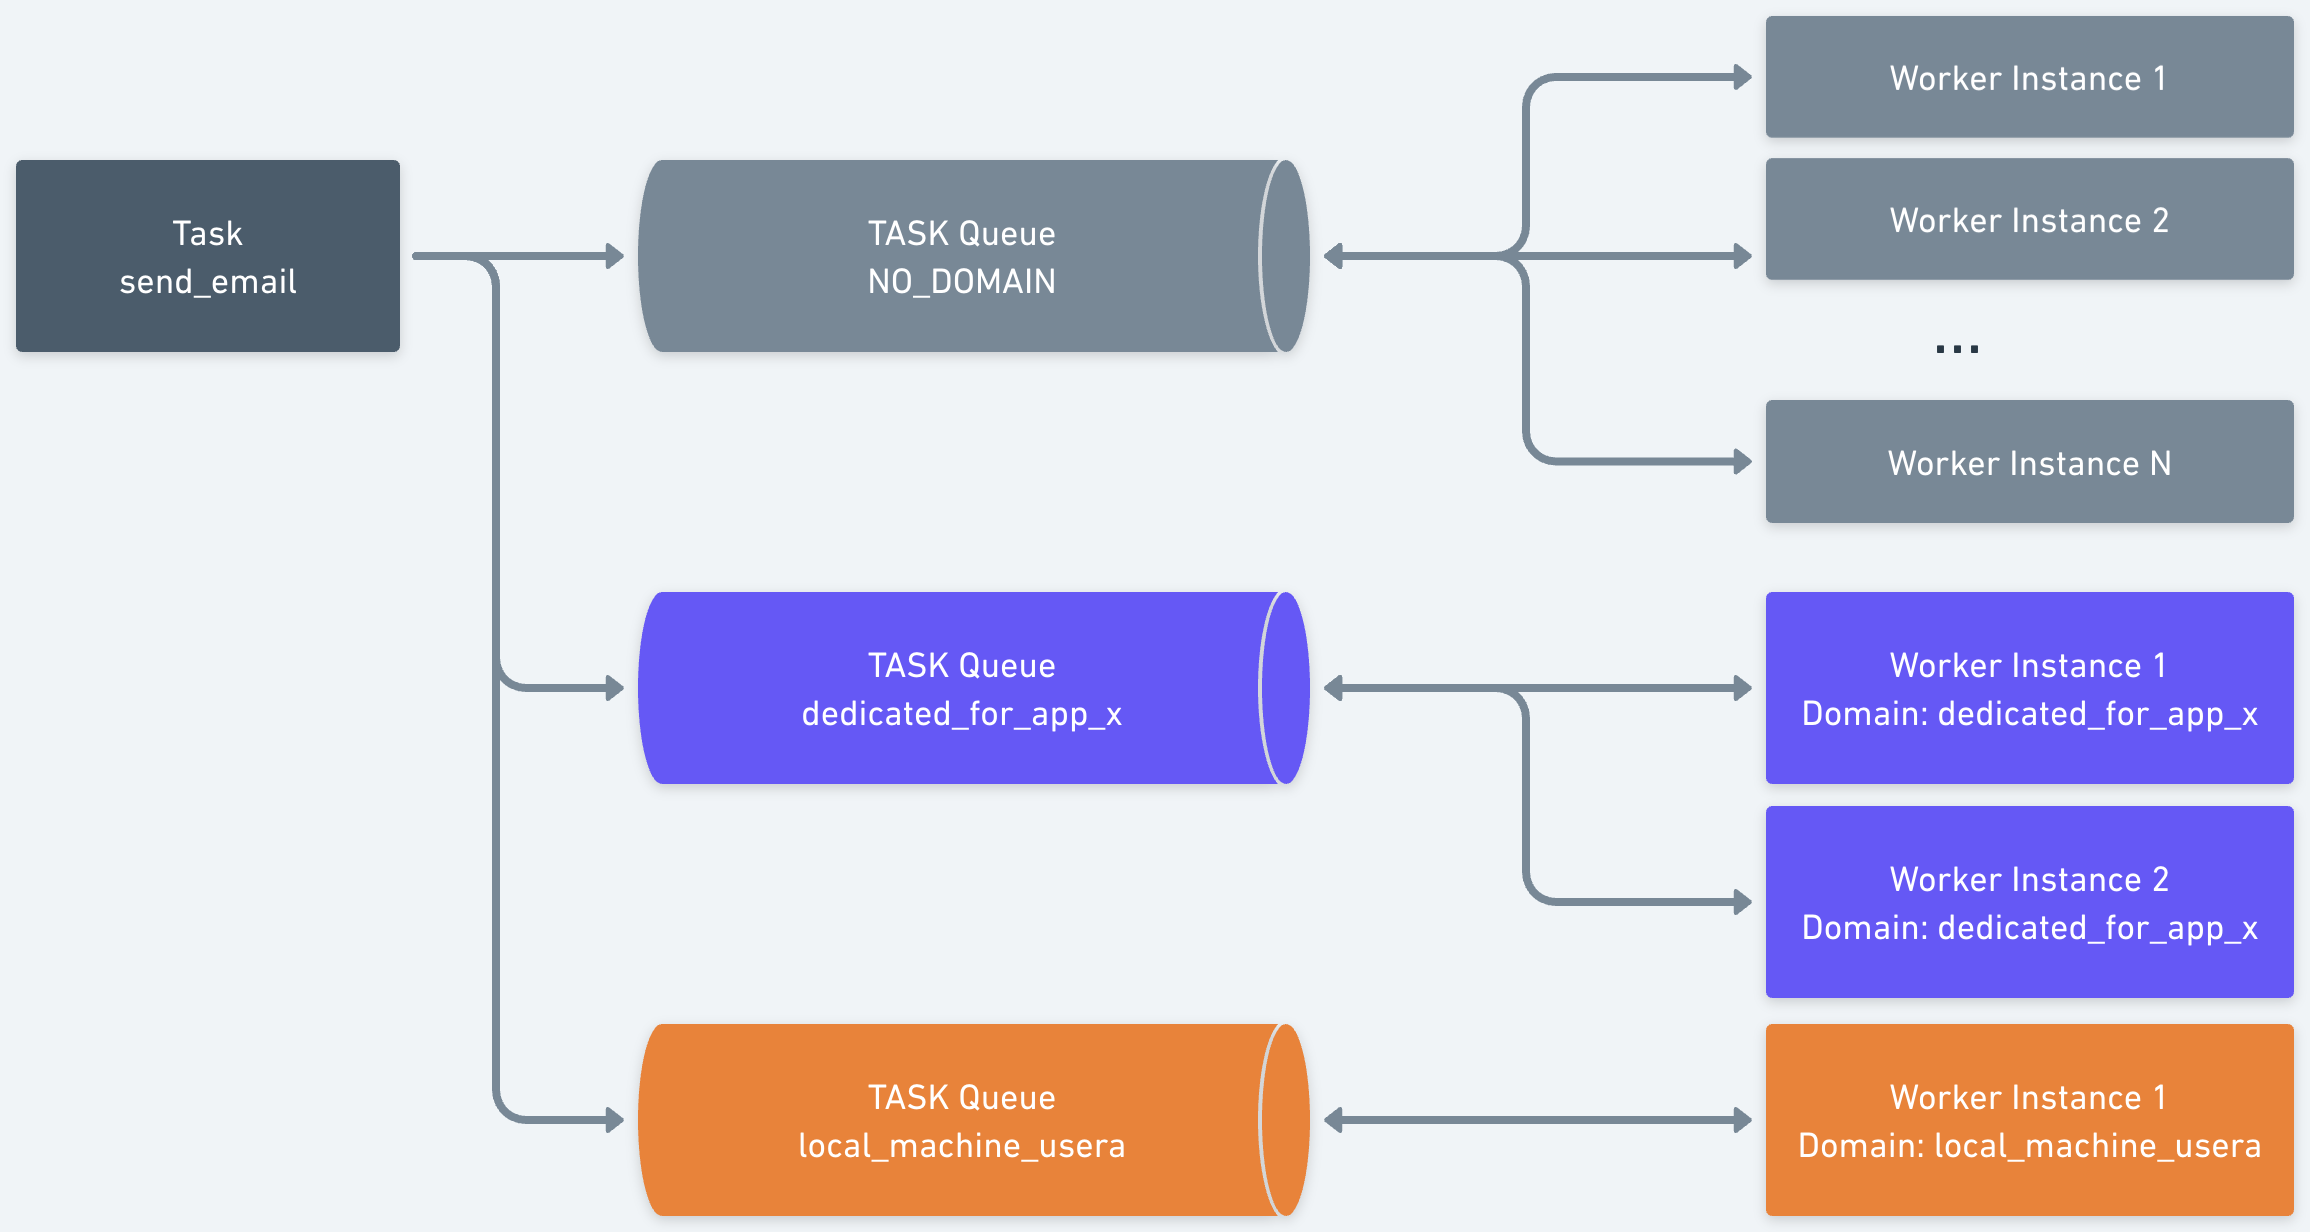 Task
send_email
TASK Queue
NO_DOMAIN
Worker Instance 1
Worker Instance 2
...
Worker Instance N
TASK Queue
dedicated_for_app_x
Worker Instance 1
Domain: dedicated_for_app_x
Worker Instance 2
Domain: dedicated_for_app_x
TASK Queue
local_machine_usera
Worker Instance 1
Domain: local_machine_usera